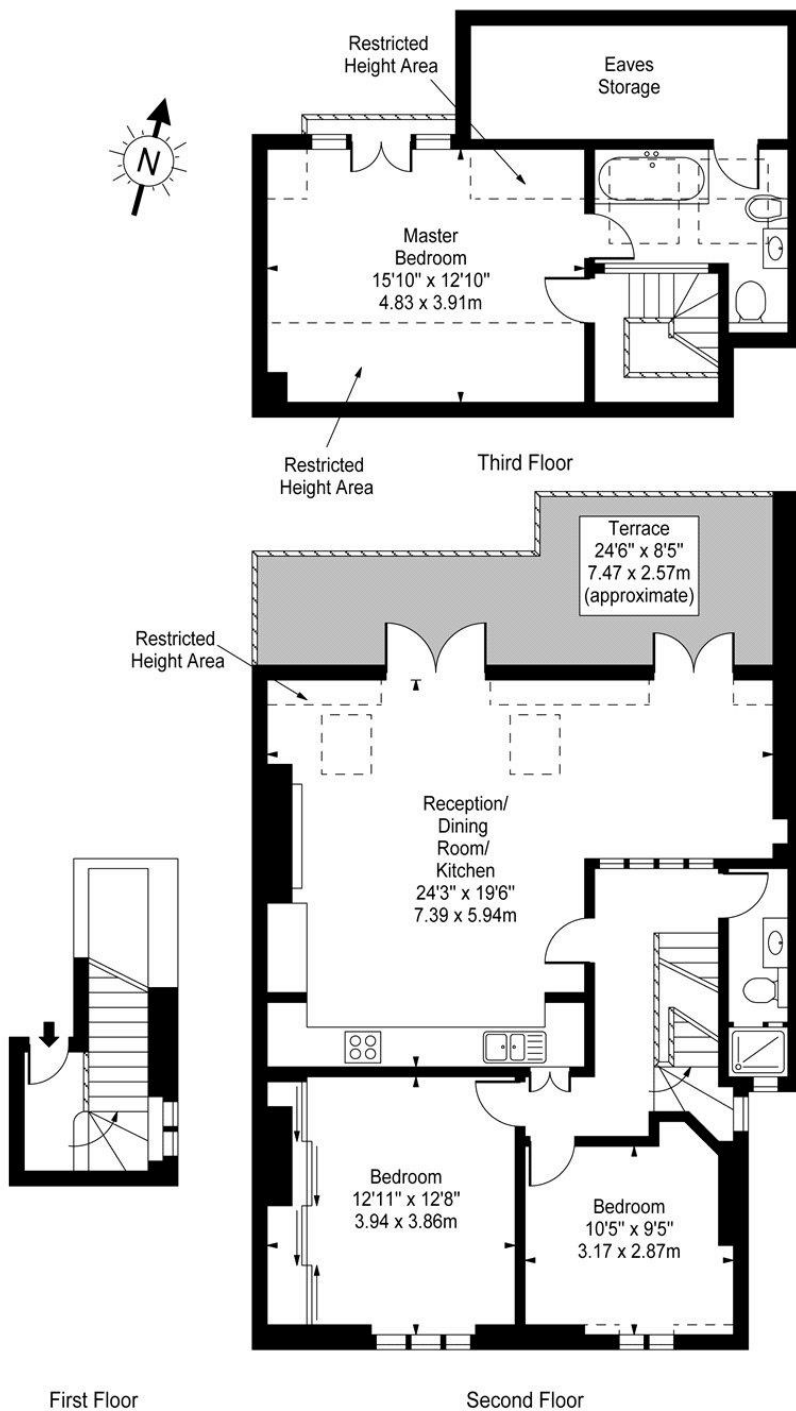 Restricted
Height Area
Eaves
Storage
N
Master
Bedroom
15'10" x 12'10"
4.83 x 3.91m
Restricted
Height Area
Third Floor
Terrace
24'6" x 8'5"
7.47 x 2.57m
(approximate)
Restricted
Height Area
Reception/
Dining
Room/
Kitchen
24'3" x 19'6"
7.39 x 5.94m
Bedroom
12'11" x 12'8"
3.94 x 3.86m
Bedroom
10'5" x 9'5"
3.17 x 2.87m
First Floor
Second Floor